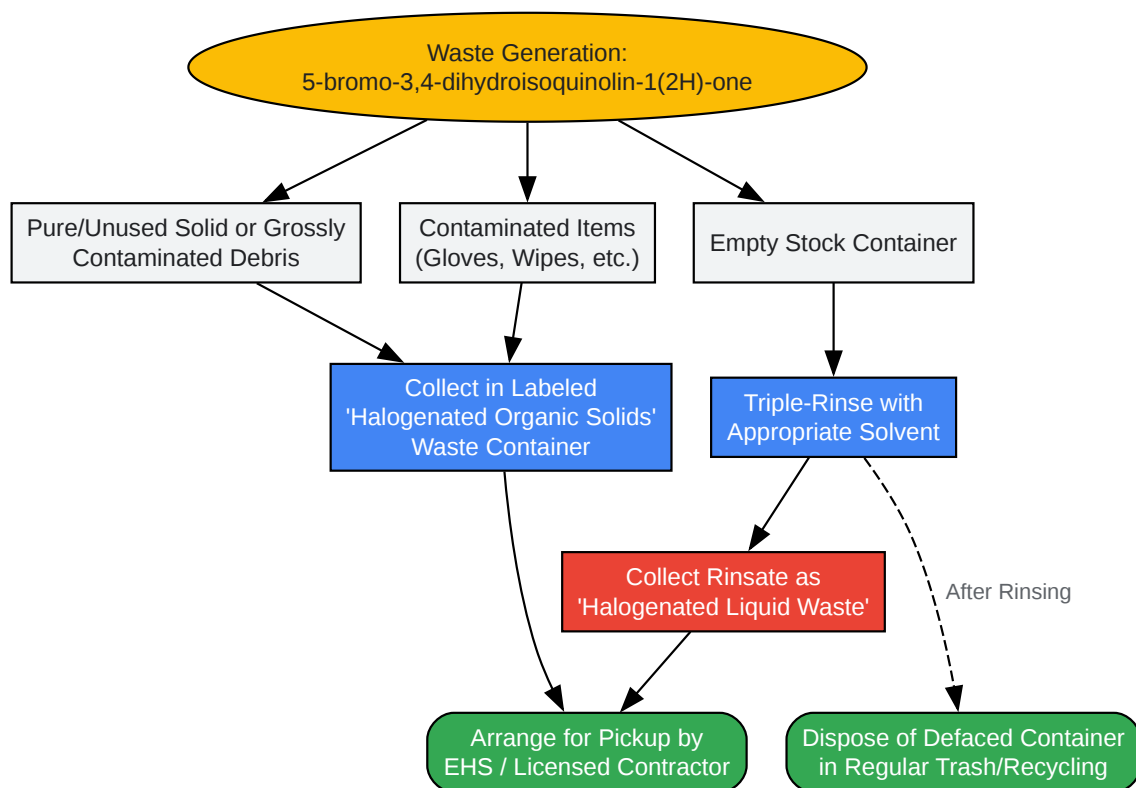 Waste Generation:
5-bromo-3,4-dihydroisoquinolin-1(2H)-one
Pure/Unused Solid or Grossly
Contaminated Debris
Contaminated Items
(Gloves, Wipes, etc.)
Empty Stock Container
Collect in Labeled
'Halogenated Organic Solids'
Waste Container
Triple-Rinse with
Appropriate Solvent
Collect Rinsate as
'Halogenated Liquid Waste'
After Rinsing
Arrange for Pickup by
EHS / Licensed Contractor
Dispose of Defaced Container
in Regular Trash/Recycling